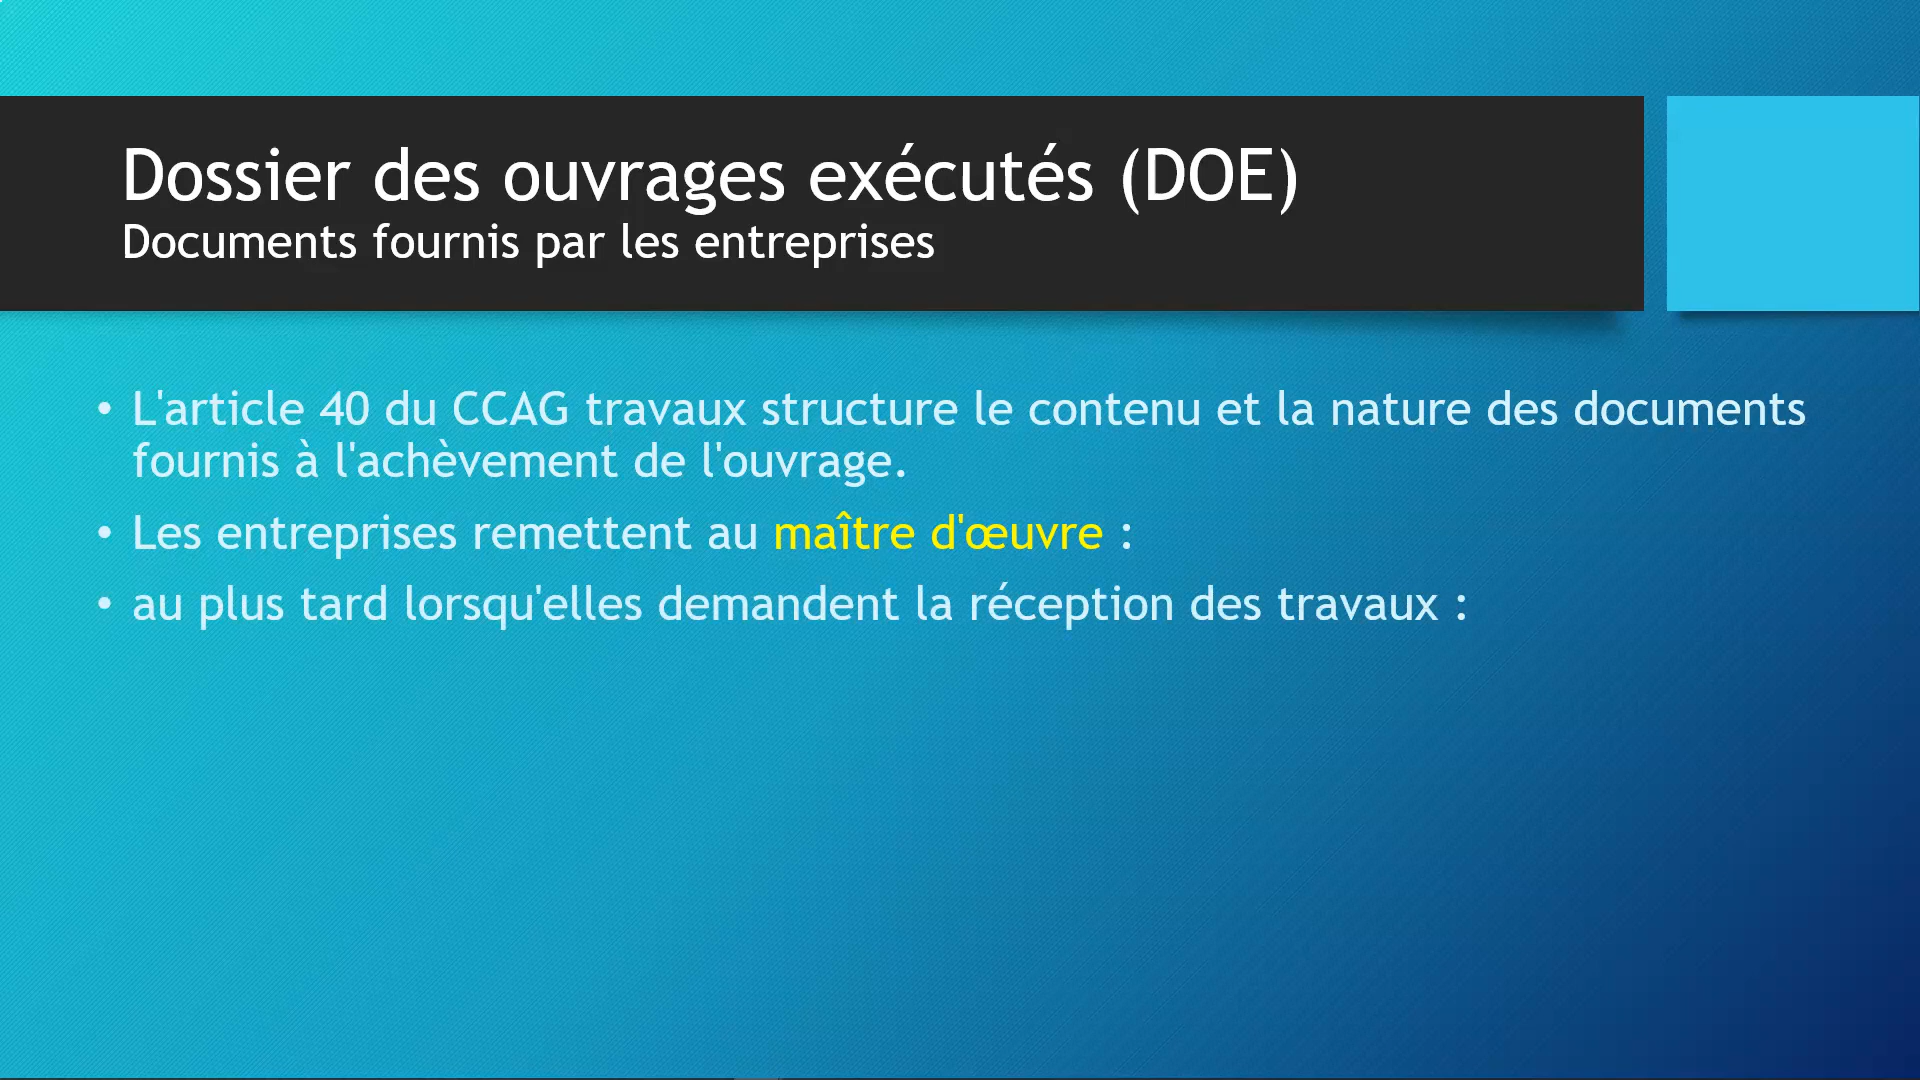 Dossier des ouvrages exécutés (DOE)
Documents fournis par les entreprises
• L'article 40 du CCAG travaux structure le contenu et la nature des documents
fournis à l'achèvement de l'ouvrage.
• Les entreprises remettent au maître d'œuvre :
• au plus tard lorsqu'elles demandent la réception des travaux :